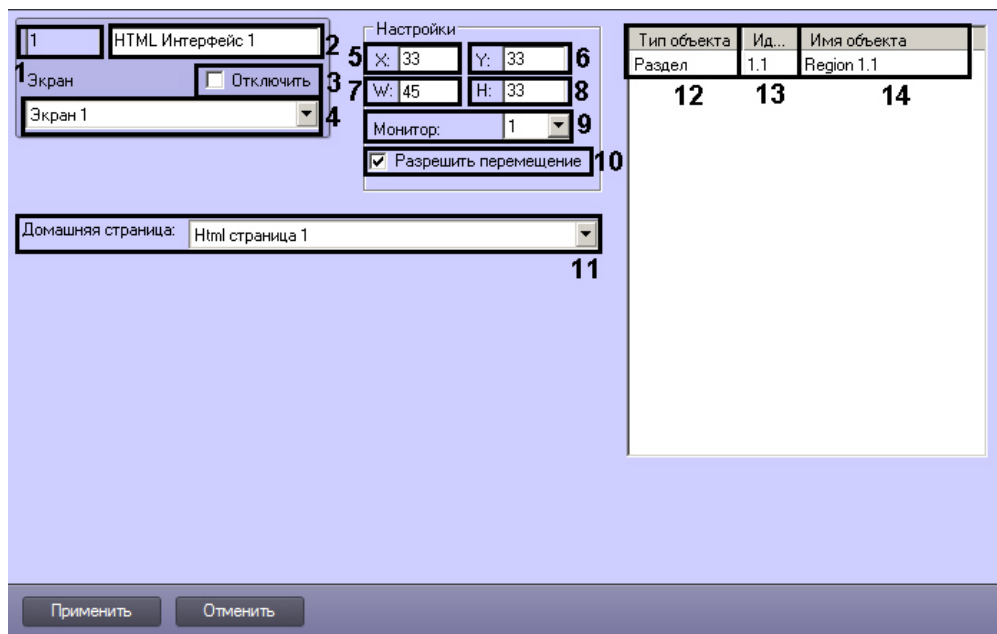 1 HTML Интерфейс 1 2
1 Экран Отключить 3
Экран 1 4
Настройки
5 X: 33 Y: 33 6
7 W: 45 H: 33 8
Монитор: 1 9
Разрешить перемещение 10
Домашняя страница: Html страница 1
11
Тип объекта Ид... Имя объекта
Раздел 1.1 Region 1.1
12 13 14
Применить Отменить